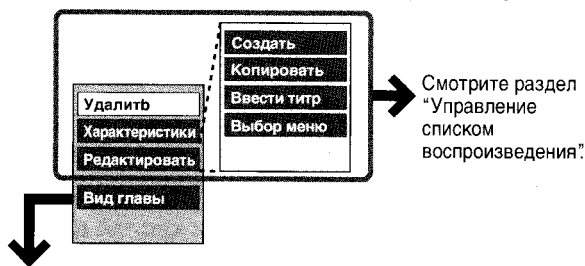 Создать
Копировать
Ввести титр
Выбор меню
Удалитb
Характеристики
Редактировать
Вид главы
Смотрите раздел
“Управление
списком
воспроизведения”.